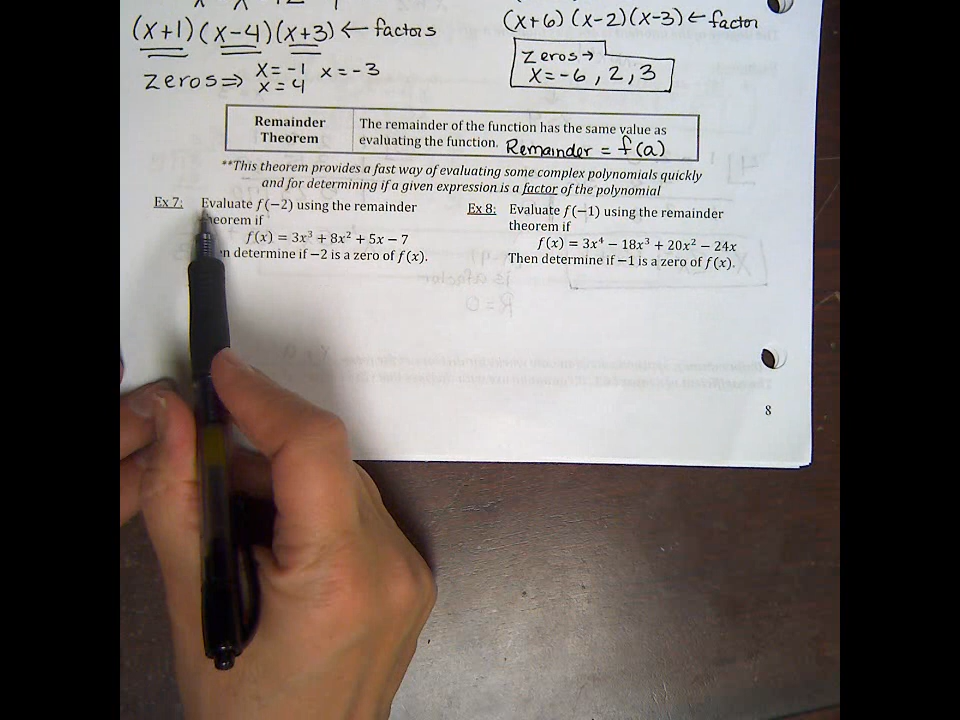 (x+1)(x-4)(x+3) ← factors
zeros ⇒ x = -1 x = -3
x = 4
(x+6)(x-2)(x-3) ← factor
zeros →
x = -6, 2, 3
Remainder Theorem
The remainder of the function has the same value as
evaluating the function. Remainder = f(a)
**This theorem provides a fast way of evaluating some complex polynomials quickly
and for determining if a given expression is a factor of the polynomial
Ex 7: Evaluate f(−2) using the remainder
theorem if
f(x) = 3x³ + 8x² + 5x − 7
determine if −2 is a zero of f(x).
Ex 8: Evaluate f(−1) using the remainder
theorem if
f(x) = 3x⁴ − 18x³ + 20x² − 24x
Then determine if −1 is a zero of f(x).
8